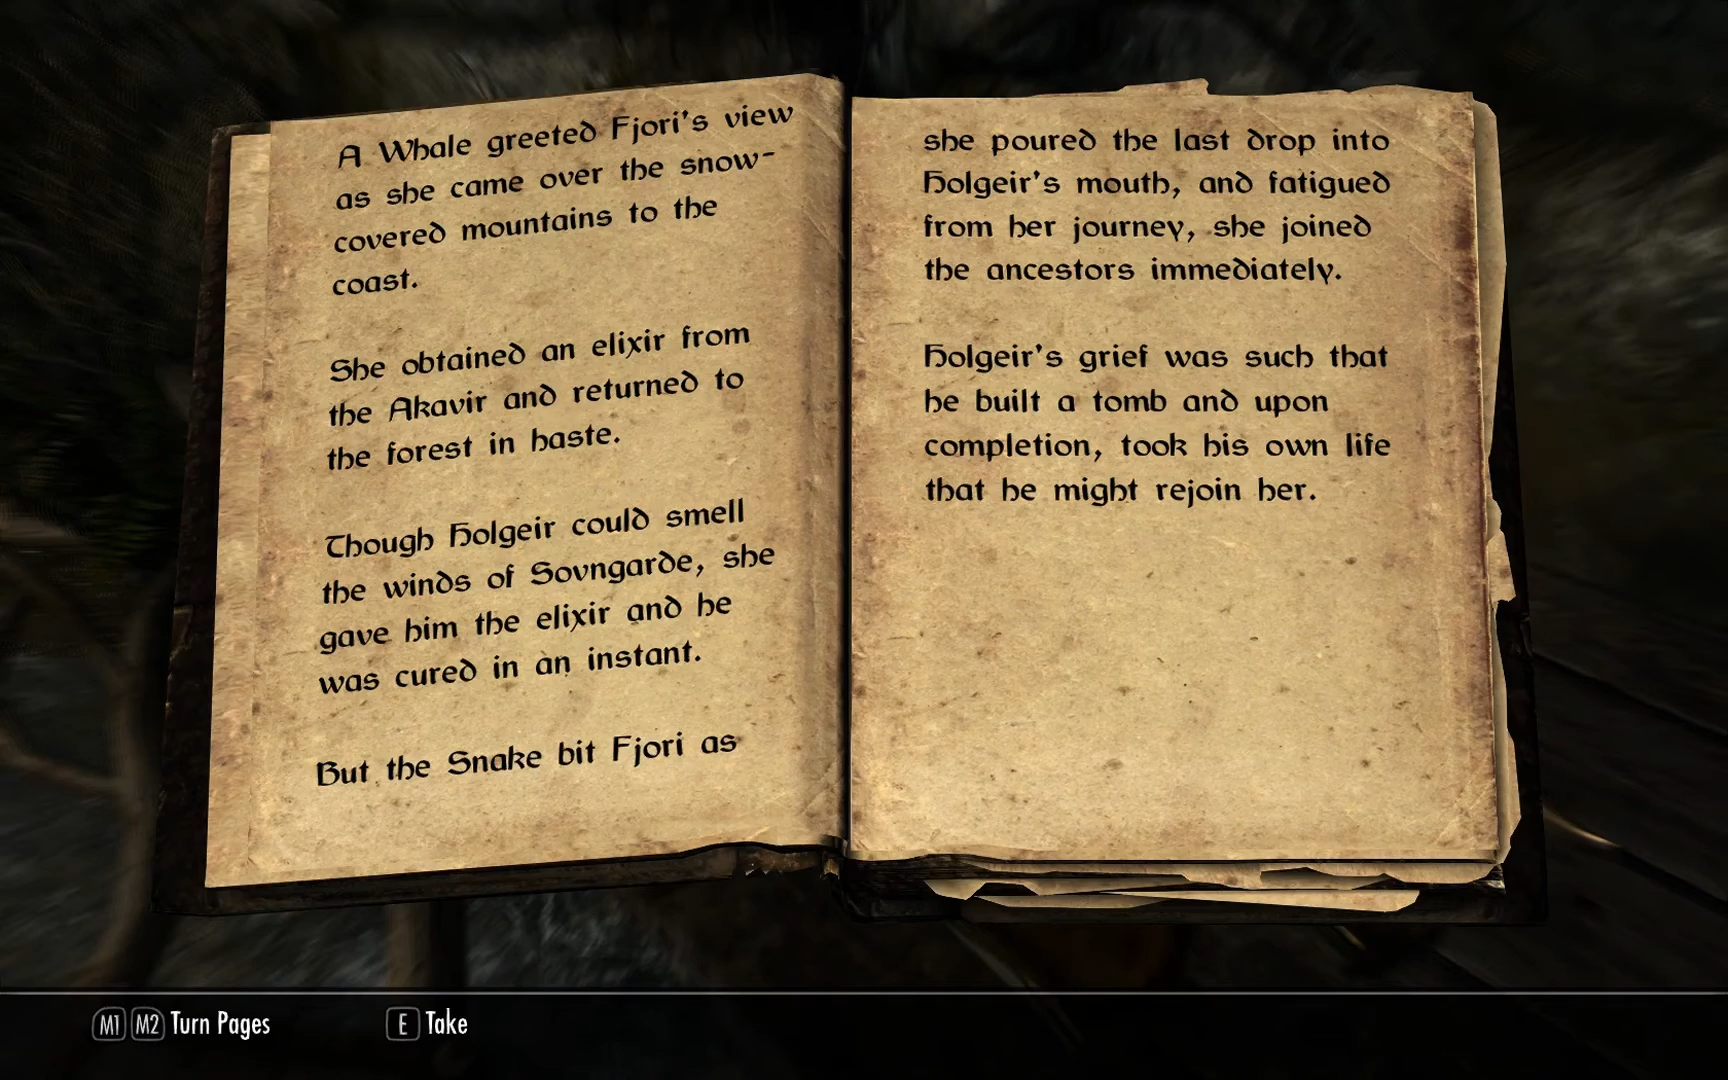 A Whale greeted Fjori's view
as she came over the snow-
covered mountains to the
coast.
She obtained an elixir from
the Akavir and returned to
the forest in haste.
Though Holgeir could smell
the winds of Sovngarde, she
gave him the elixir and he
was cured in an instant.
But the Snake bit Fjori as
she poured the last drop into
Holgeir's mouth, and fatigued
from her journey, she joined
the ancestors immediately.
Holgeir's grief was such that
he built a tomb and upon
completion, took his own life
that he might rejoin her.
M1 M2 Turn Pages
E Take